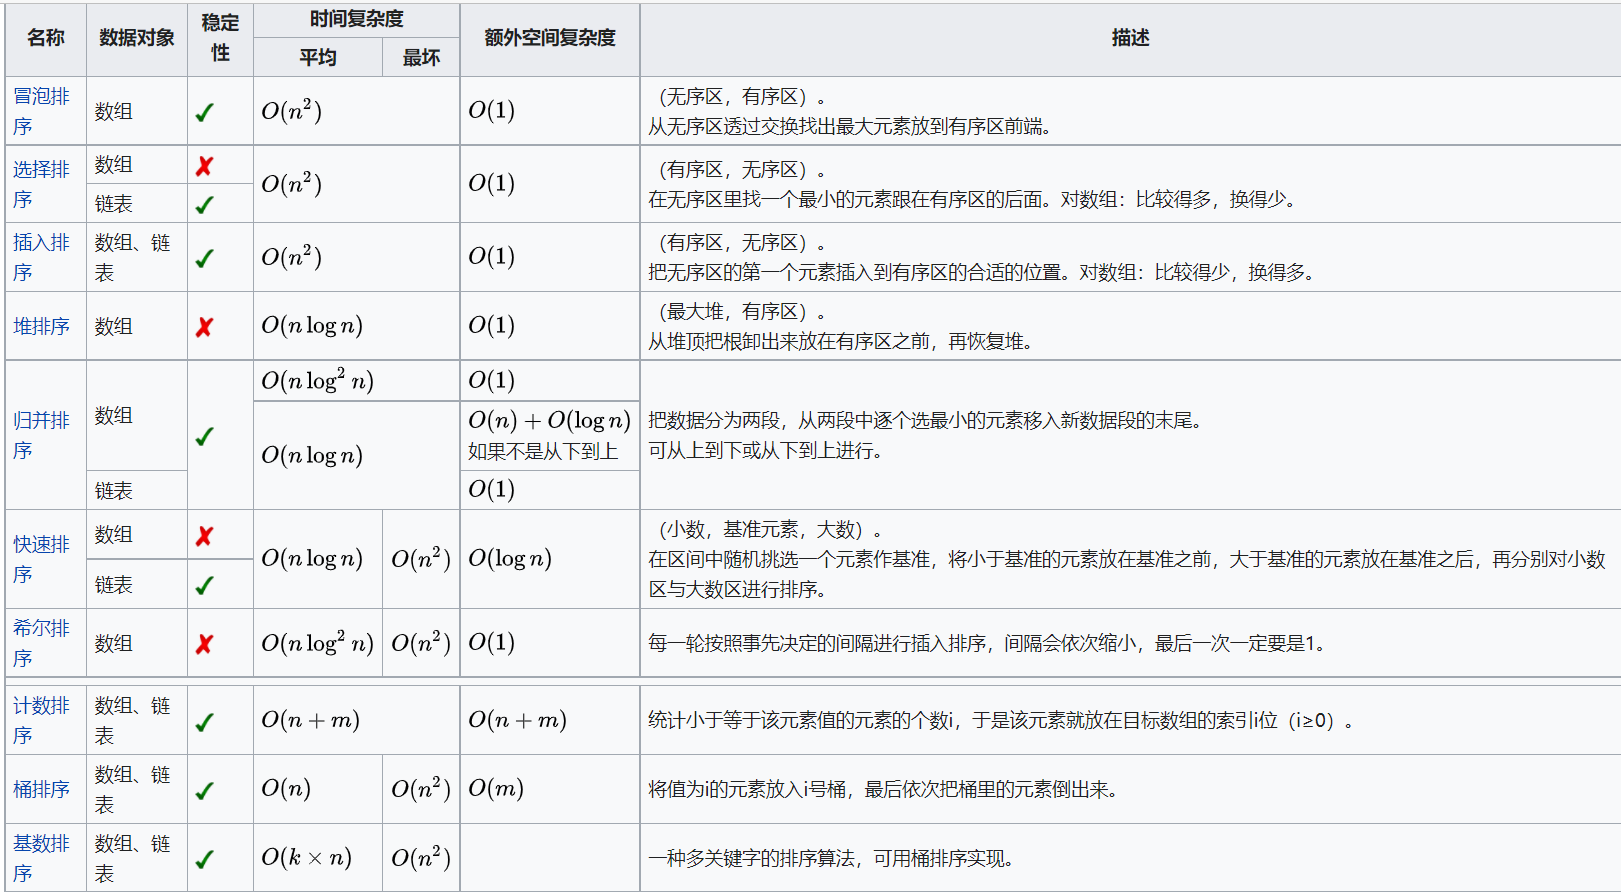 名称 数据对象 稳定性 时间复杂度 额外空间复杂度 描述
平均 最坏
冒泡排序 数组 ✓ O(n²) O(1) （无序区，有序区）。
从无序区透过交换找出最大元素放到有序区前端。
选择排序 数组 ✗ O(n²) O(1) （有序区，无序区）。
链表 ✓ 在无序区里找一个最小的元素跟在有序区的后面。对数组：比较得多，换得少。
插入排序 数组、链表 ✓ O(n²) O(1) （有序区，无序区）。
把无序区的第一个元素插入到有序区的合适的位置。对数组：比较得少，换得多。
堆排序 数组 ✗ O(n log n) O(1) （最大堆，有序区）。
从堆顶把根卸出来放在有序区之前，再恢复堆。
归并排序 数组 ✓ O(n log² n) O(1)
O(n log n) O(n) + O(log n)
如果不是从下到上
链表 O(1)
把数据分为两段，从两段中逐个选最小的元素移入新数据段的末尾。
可从上到下或从下到上进行。
快速排序 数组 ✗ O(n log n) O(n²) O(log n) （小数，基准元素，大数）。
链表 ✓ 在区间中随机挑选一个元素作基准，将小于基准的元素放在基准之前，大于基准的元素放在基准之后，再分别对小数
区与大数区进行排序。
希尔排序 数组 ✗ O(n log² n) O(n²) O(1) 每一轮按照事先决定的间隔进行插入排序，间隔会依次缩小，最后一次一定要是1。
计数排序 数组、链表 ✓ O(n + m) O(n + m) 统计小于等于该元素值的元素的个数i，于是该元素就放在目标数组的索引i位（i≥0）。
桶排序 数组、链表 ✓ O(n) O(n²) O(m) 将值为i的元素放入i号桶，最后依次把桶里的元素倒出来。
基数排序 数组、链表 ✓ O(k × n) O(n²) 一种多关键字的排序算法，可用桶排序实现。